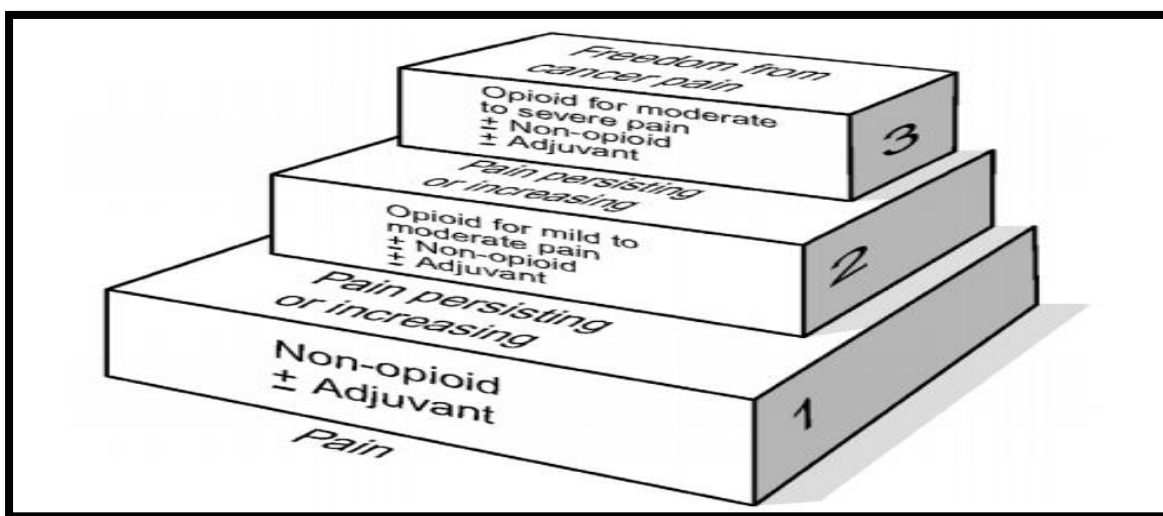 Freedom from
cancer pain
Opioid for moderate
to severe pain
± Non-opioid
± Adjuvant
3
Pain persisting
or increasing
Opioid for mild to
moderate pain
± Non-opioid
± Adjuvant
2
Pain persisting
or increasing
Non-opioid
± Adjuvant
1
Pain